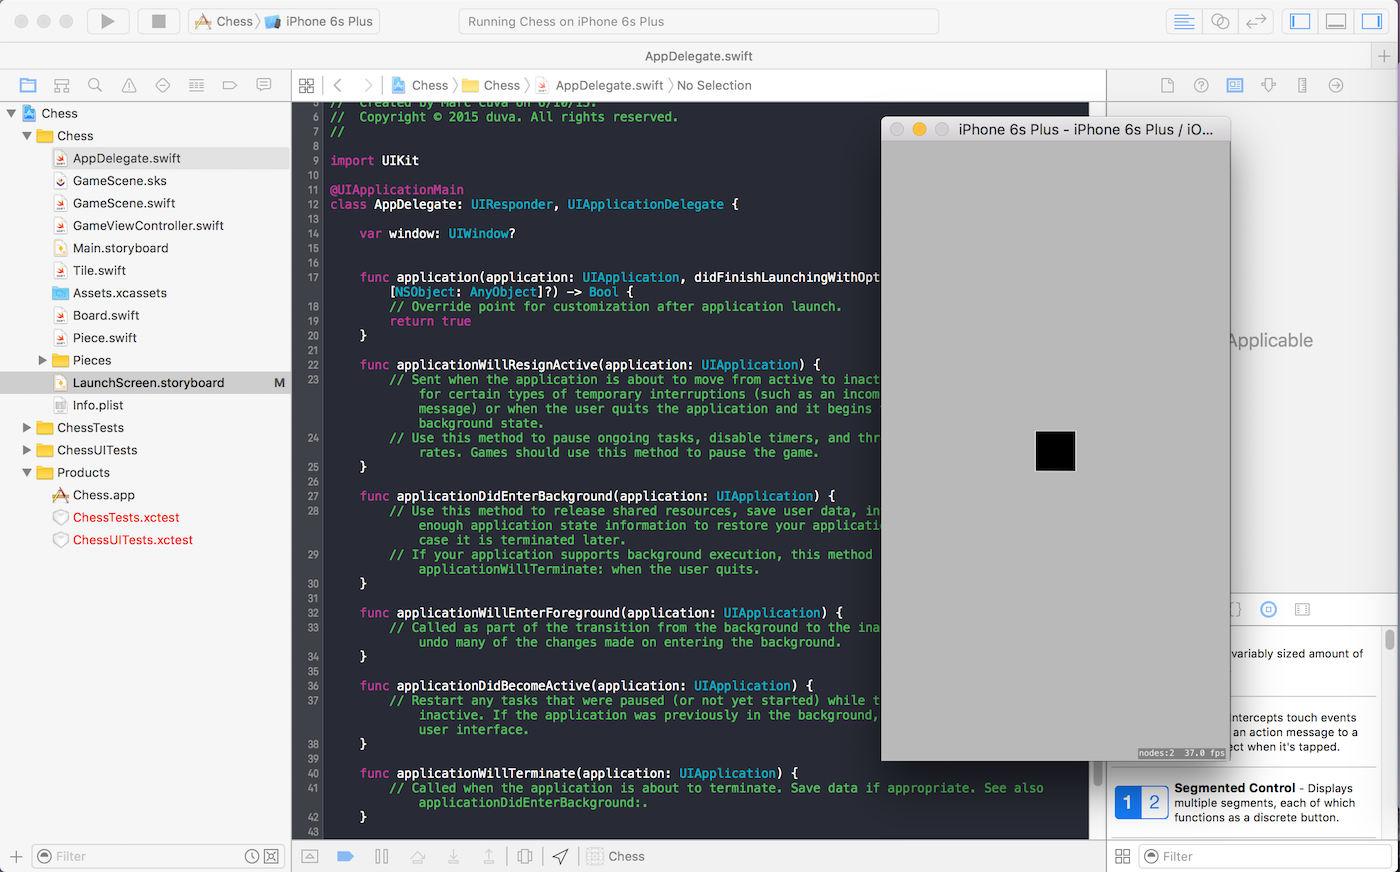 Chess
iPhone 6s Plus
Running Chess on iPhone 6s Plus
AppDelegate.swift
Chess
Chess
AppDelegate.swift
No Selection
Chess
Chess
AppDelegate.swift
GameScene.sks
GameScene.swift
GameViewController.swift
Main.storyboard
Tile.swift
Assets.xcassets
Board.swift
Piece.swift
Pieces
LaunchScreen.storyboard M
Info.plist
ChessTests
ChessUITests
Products
Chess.app
ChessTests.xctest
ChessUITests.xctest
Filter
5 // Created by Marc Cuva on 6/10/15.
6 // Copyright © 2015 duva. All rights reserved.
7 //
8
9 import UIKit
10
11 @UIApplicationMain
12 class AppDelegate: UIResponder, UIApplicationDelegate {
13
14 var window: UIWindow?
15
16
17 func application(application: UIApplication, didFinishLaunchingWithOpt
[NSObject: AnyObject]?) -> Bool {
18 // Override point for customization after application launch.
19 return true
20 }
21
22 func applicationWillResignActive(application: UIApplication) {
23 // Sent when the application is about to move from active to inact
for certain types of temporary interruptions (such as an incom
message) or when the user quits the application and it begins
background state.
24 // Use this method to pause ongoing tasks, disable timers, and thr
rates. Games should use this method to pause the game.
25 }
26
27 func applicationDidEnterBackground(application: UIApplication) {
28 // Use this method to release shared resources, save user data, in
enough application state information to restore your applicatio
case it is terminated later.
29 // If your application supports background execution, this method
applicationWillTerminate: when the user quits.
30 }
31
32 func applicationWillEnterForeground(application: UIApplication) {
33 // Called as part of the transition from the background to the ina
undo many of the changes made on entering the background.
34 }
35
36 func applicationDidBecomeActive(application: UIApplication) {
37 // Restart any tasks that were paused (or not yet started) while t
inactive. If the application was previously in the background,
user interface.
38 }
39
40 func applicationWillTerminate(application: UIApplication) {
41 // Called when the application is about to terminate. Save data if appropriate. See also
applicationDidEnterBackground:.
42 }
43
Chess
iPhone 6s Plus - iPhone 6s Plus / iO...
nodes:2 37.0 fps
Applicable
{}
variably sized amount of
ntercepts touch events
an action message to a
ect when it's tapped.
1 2
Segmented Control - Displays
multiple segments, each of which
functions as a discrete button.
Filter